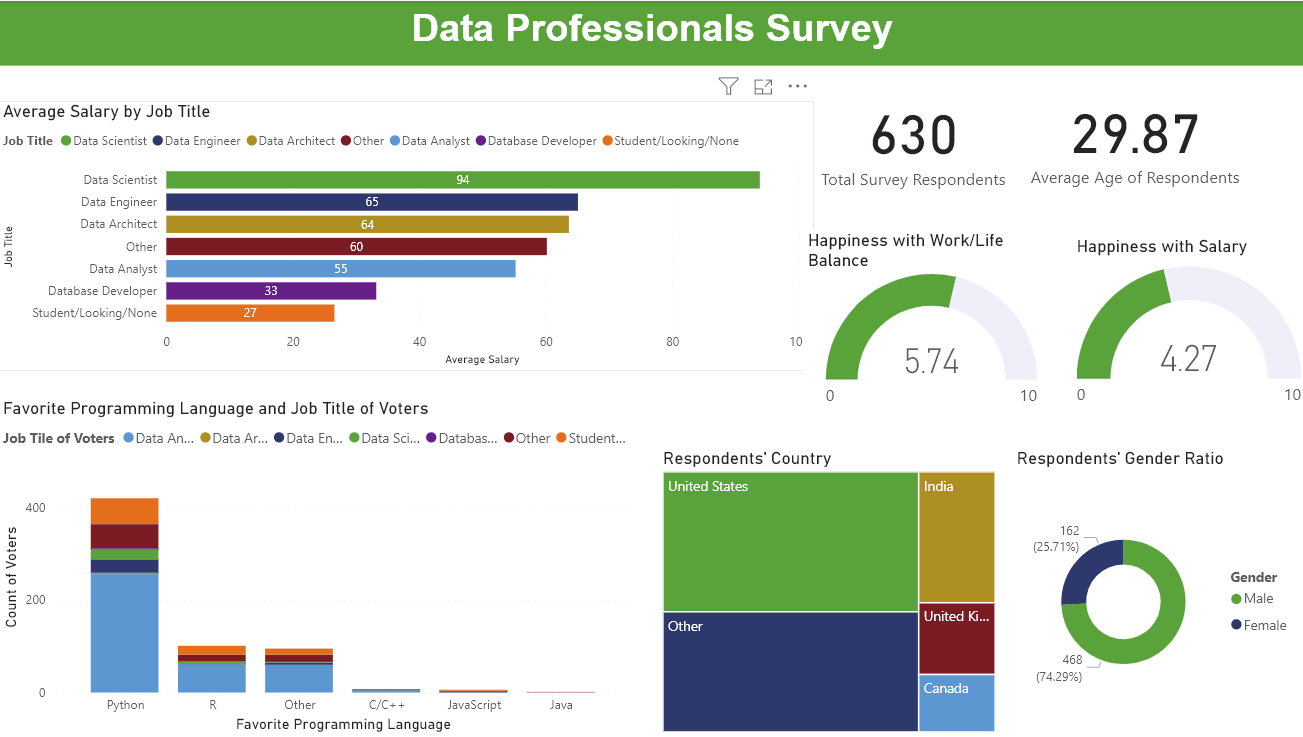 Data Professionals Survey
Average Salary by Job Title
Job Title Data Scientist Data Engineer Data Architect Other Data Analyst Database Developer Student/Looking/None
Job Title
Data Scientist 94
Data Engineer 65
Data Architect 64
Other 60
Data Analyst 55
Database Developer 33
Student/Looking/None 27
0 20 40 60 80 10
Average Salary
630
Total Survey Respondents
29.87
Average Age of Respondents
Happiness with Work/Life
Balance
5.74
0 10
Happiness with Salary
4.27
0 10
Favorite Programming Language and Job Title of Voters
Job Tile of Voters Data An... Data Ar... Data En... Data Sci... Databas... Other Student...
Count of Voters
400
200
0
Python R Other C/C++ JavaScript Java
Favorite Programming Language
Respondents' Country
United States
Other
India
United Ki...
Canada
Respondents' Gender Ratio
162
(25.71%)
468
(74.29%)
Gender
Male
Female